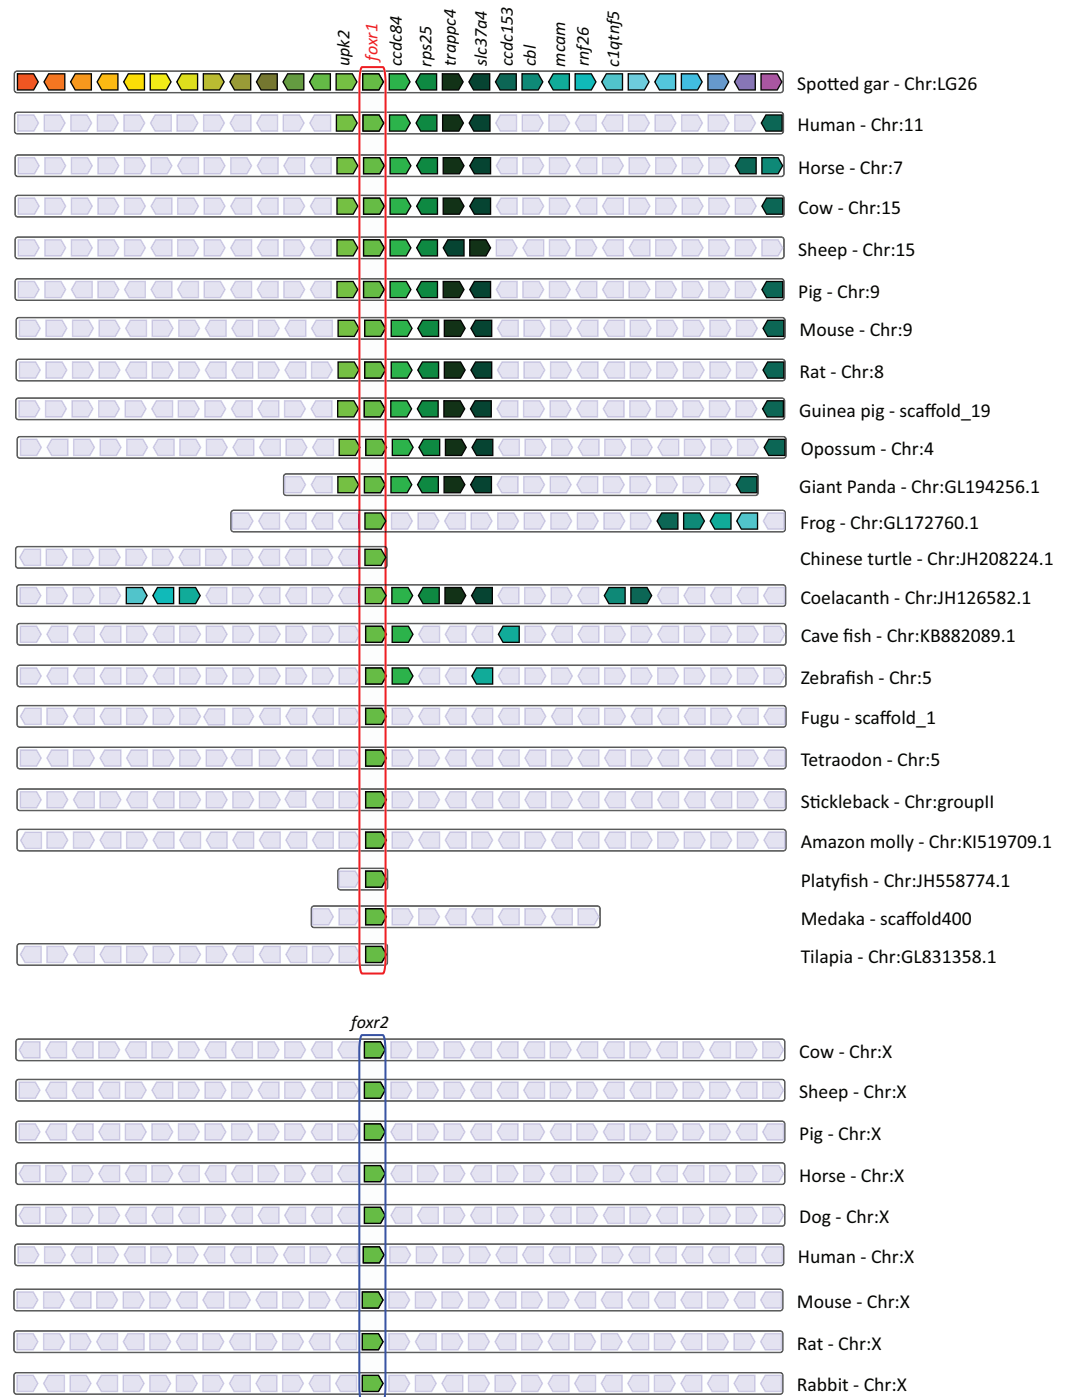 upk2
foxr1
ccdc84
rps25
trappc4
slc37a4
ccdc153
cbl
mcam
rnf26
c1qtnf5
Spotted gar - Chr:LG26
Human - Chr:11
Horse - Chr:7
Cow - Chr:15
Sheep - Chr:15
Pig - Chr:9
Mouse - Chr:9
Rat - Chr:8
Guinea pig - scaffold_19
Opossum - Chr:4
Giant Panda - Chr:GL194256.1
Frog - Chr:GL172760.1
Chinese turtle - Chr:JH208224.1
Coelacanth - Chr:JH126582.1
Cave fish - Chr:KB882089.1
Zebrafish - Chr:5
Fugu - scaffold_1
Tetraodon - Chr:5
Stickleback - Chr:groupII
Amazon molly - Chr:KI519709.1
Platyfish - Chr:JH558774.1
Medaka - scaffold400
Tilapia - Chr:GL831358.1
foxr2
Cow - Chr:X
Sheep - Chr:X
Pig - Chr:X
Horse - Chr:X
Dog - Chr:X
Human - Chr:X
Mouse - Chr:X
Rat - Chr:X
Rabbit - Chr:X